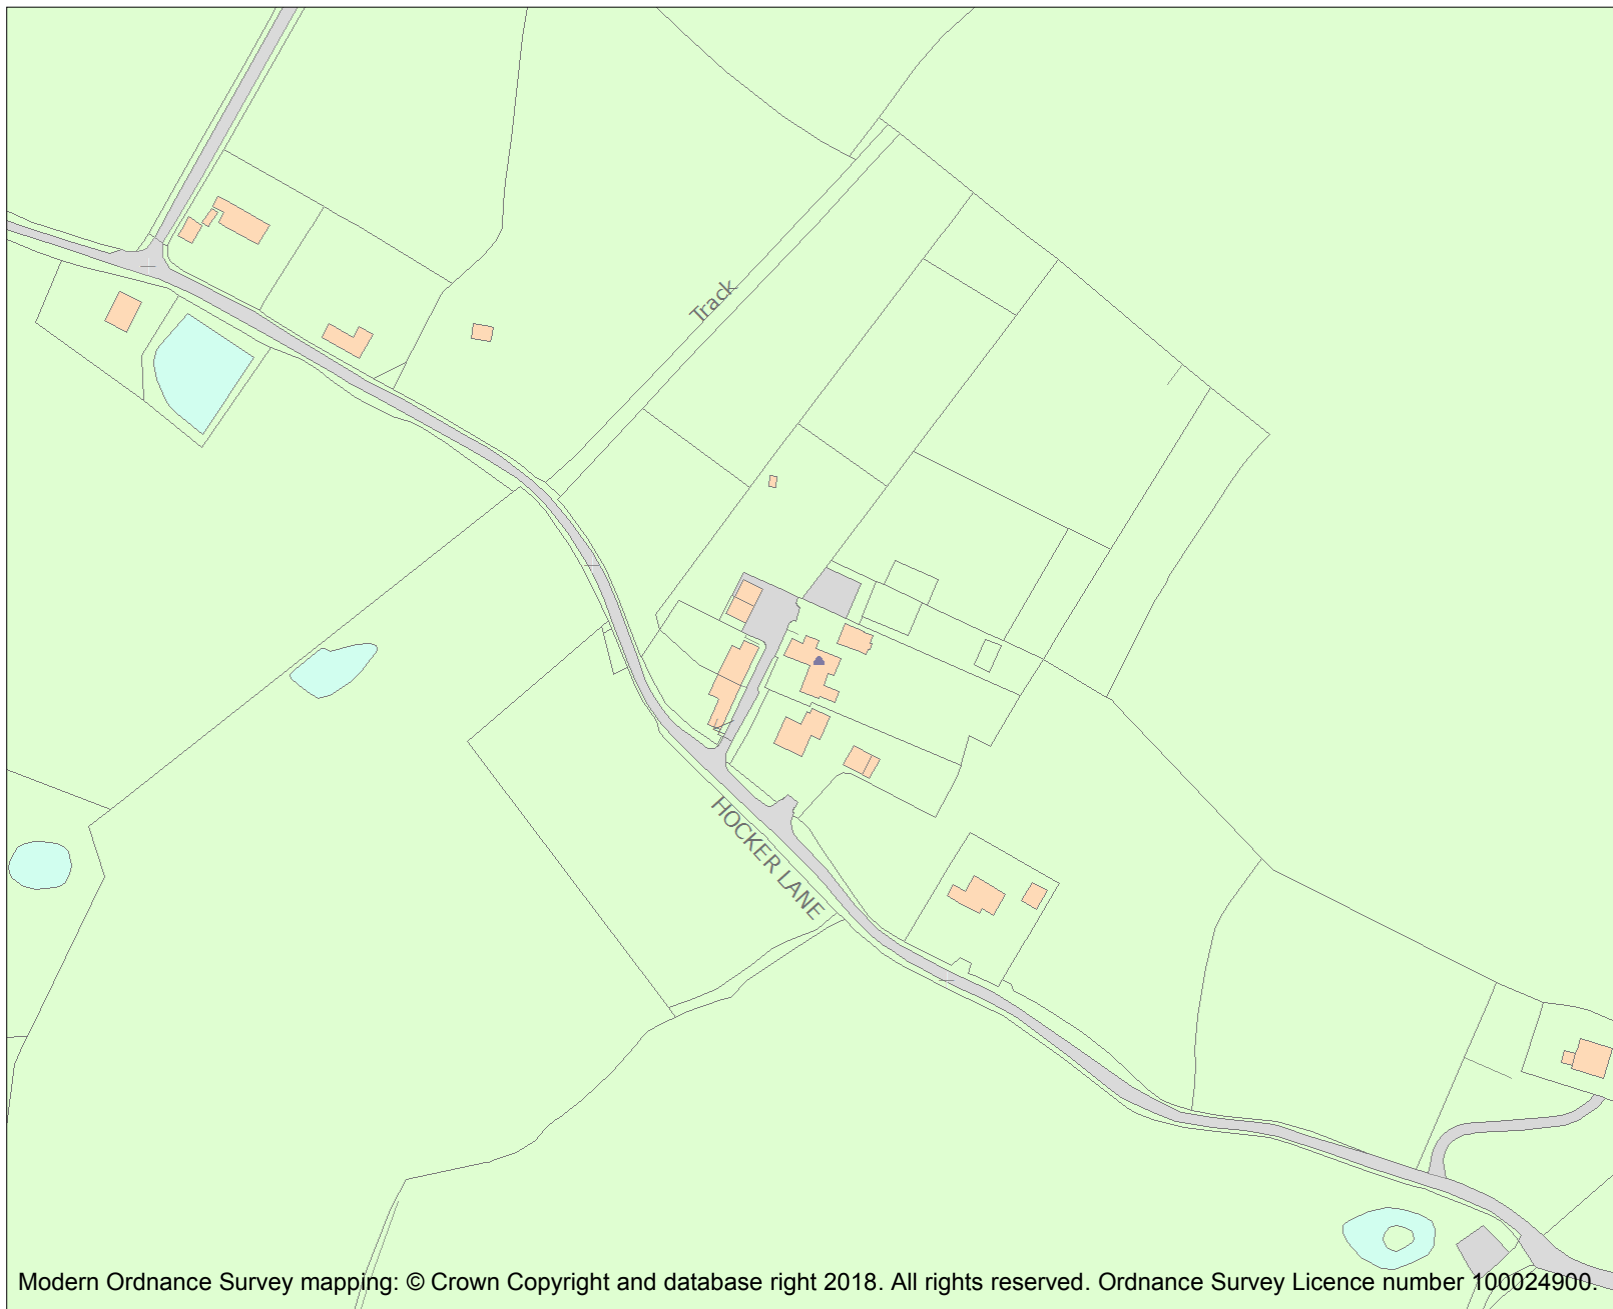 Track
HOCKER LANE
Modern Ordnance Survey mapping: © Crown Copyright and database right 2018. All rights reserved. Ordnance Survey Licence number 100024900.